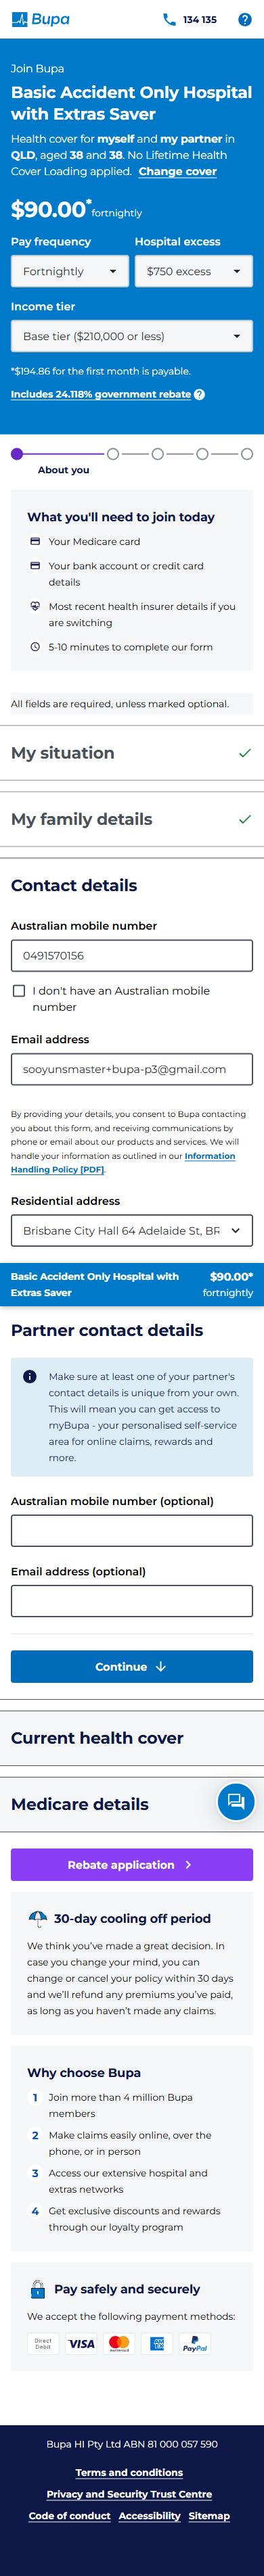 Bupa 134 135
Join Bupa
Basic Accident Only Hospital
with Extras Saver
Health cover for myself and my partner in
QLD, aged 38 and 38. No Lifetime Health
Cover Loading applied. Change cover
$90.00* fortnightly
Pay frequency Hospital excess
Fortnightly $750 excess
Income tier
Base tier ($210,000 or less)
*$194.86 for the first month is payable.
Includes 24.118% government rebate
About you
What you'll need to join today
Your Medicare card
Your bank account or credit card
details
Most recent health insurer details if you
are switching
5-10 minutes to complete our form
All fields are required, unless marked optional.
My situation
My family details
Contact details
Australian mobile number
0491570156
I don't have an Australian mobile
number
Email address
sooyunsmaster+bupa-p3@gmail.com
By providing your details, you consent to Bupa contacting
you about this form, and receiving communications by
phone or email about our products and services. We will
handle your information as outlined in our Information
Handling Policy [PDF].
Residential address
Brisbane City Hall 64 Adelaide St, BR
Basic Accident Only Hospital with $90.00*
Extras Saver fortnightly
Partner contact details
Make sure at least one of your partner's
contact details is unique from your own.
This will mean you can get access to
myBupa - your personalised self-service
area for online claims, rewards and
more.
Australian mobile number (optional)
Email address (optional)
Continue
Current health cover
Medicare details
Rebate application
30-day cooling off period
We think you've made a great decision. In
case you change your mind, you can
change or cancel your policy within 30 days
and we'll refund any premiums you've paid,
as long as you haven't made any claims.
Why choose Bupa
1 Join more than 4 million Bupa
members
2 Make claims easily online, over the
phone, or in person
3 Access our extensive hospital and
extras networks
4 Get exclusive discounts and rewards
through our loyalty program
Pay safely and securely
We accept the following payment methods:
Direct Debit VISA mastercard AM EX PayPal
Bupa HI Pty Ltd ABN 81 000 057 590
Terms and conditions
Privacy and Security Trust Centre
Code of conduct Accessibility Sitemap